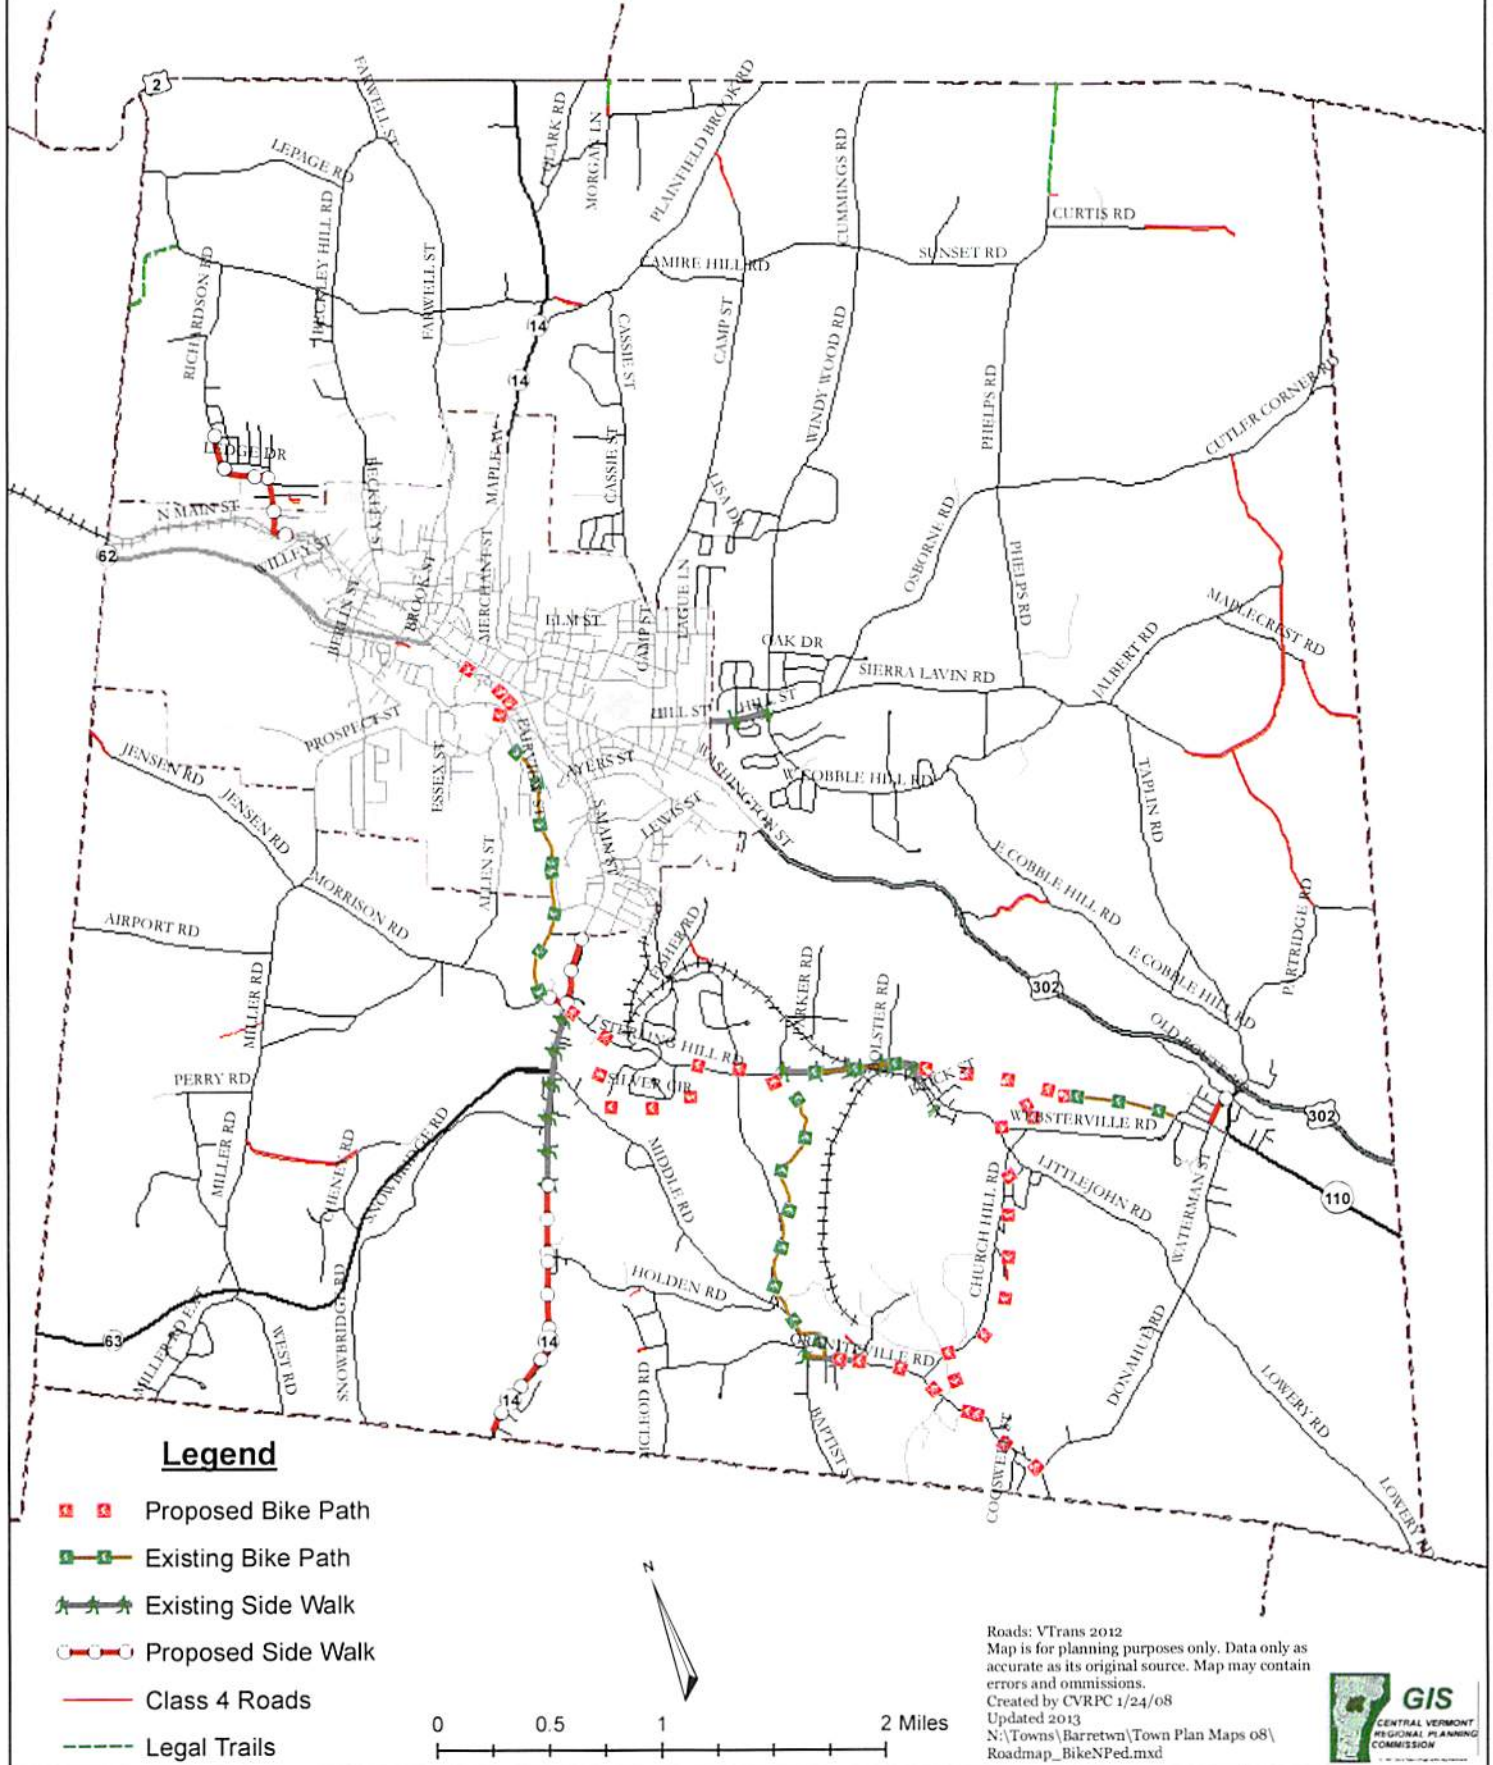 2
FARWELL ST
CLARK RD
MORGAN LN
PLAINFIELD BROOK RD
LEPAGE RD
CUMMINGS RD
CURTIS RD
BECKLEY HILL RD
FARWELL ST
RICHARDSON RD
CAMIRE HILL RD
SUNSET RD
14
CASSIE ST
CAMP ST
WINDY WOOD RD
14
PHELPS RD
CUTLER CORNER RD
LEDGE DR
MAPLE AV
CASSIE ST
BECKLEY ST
LISA DR
N MAIN ST
OSBORNE RD
62
WILLEY ST
BROOK ST
MERCHANT ST
PHELPS RD
BERLIN ST
ELM ST
CAMP ST
LAGUE LN
MAPLECREST RD
OAK DR
JALBERT RD
SIERRA LAVIN RD
HILL ST
HILL ST
PROSPECT ST
JENSEN RD
ESSEX ST
AYERS ST
WASHINGTON ST
W COBBLE HILL RD
JENSEN RD
S MAIN ST
LEWIS ST
TAPLIN RD
E COBBLE HILL RD
MORRISON RD
ALLEN ST
AIRPORT RD
FISHER RD
E COBBLE HILL RD
PARTRIDGE RD
MILLER RD
PARKER RD
302
STERLING HILL RD
PERRY RD
SILVER CIR
302
WEBSTERVILLE RD
MILLER RD
CHENEY RD
SNOWBRIDGE RD
MIDDLE RD
CHURCH HILL RD
LITTLEJOHN RD
WATERMAN ST
110
HOLDEN RD
63
MILLER RD EXT
WEST RD
SNOWBRIDGE RD
14
GRANITEVILLE RD
DONAHUE RD
14
MCLEOD RD
BAPTIST ST
LOWERY RD
LOWERY RD
Legend
Proposed Bike Path
Existing Bike Path
Existing Side Walk
Proposed Side Walk
Class 4 Roads
Legal Trails
N
0 0.5 1 2 Miles
Roads: VTrans 2012
Map is for planning purposes only. Data only as
accurate as its original source. Map may contain
errors and ommissions.
Created by CVRPC 1/24/08
Updated 2013
N:\Towns\Barretwn\Town Plan Maps 08\
Roadmap_BikeNPed.mxd
GIS
CENTRAL VERMONT
REGIONAL PLANNING
COMMISSION